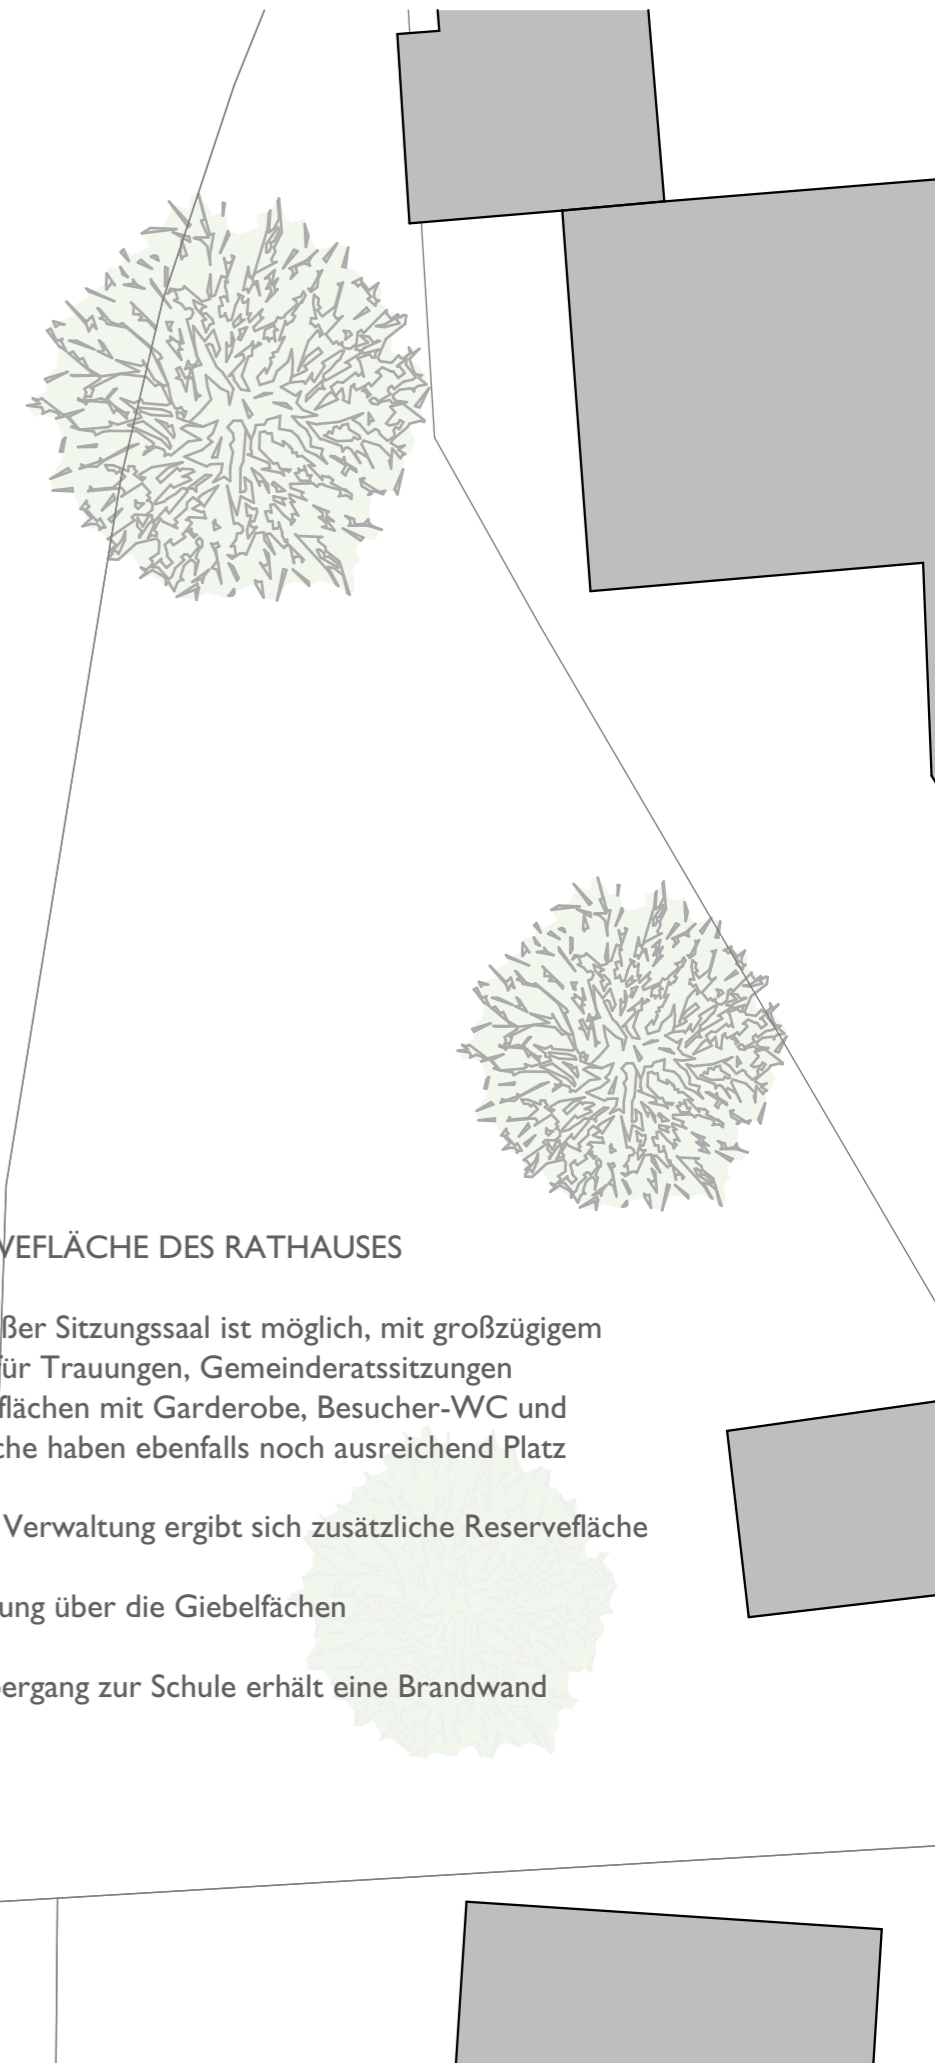 VEFLÄCHE DES RATHAUSES
ßer Sitzungssaal ist möglich, mit großzügigem
für Trauungen, Gemeinderatssitzungen
flächen mit Garderobe, Besucher-WC und
che haben ebenfalls noch ausreichend Platz
Verwaltung ergibt sich zusätzliche Reservefläche
ung über die Giebelfächen
ergang zur Schule erhält eine Brandwand